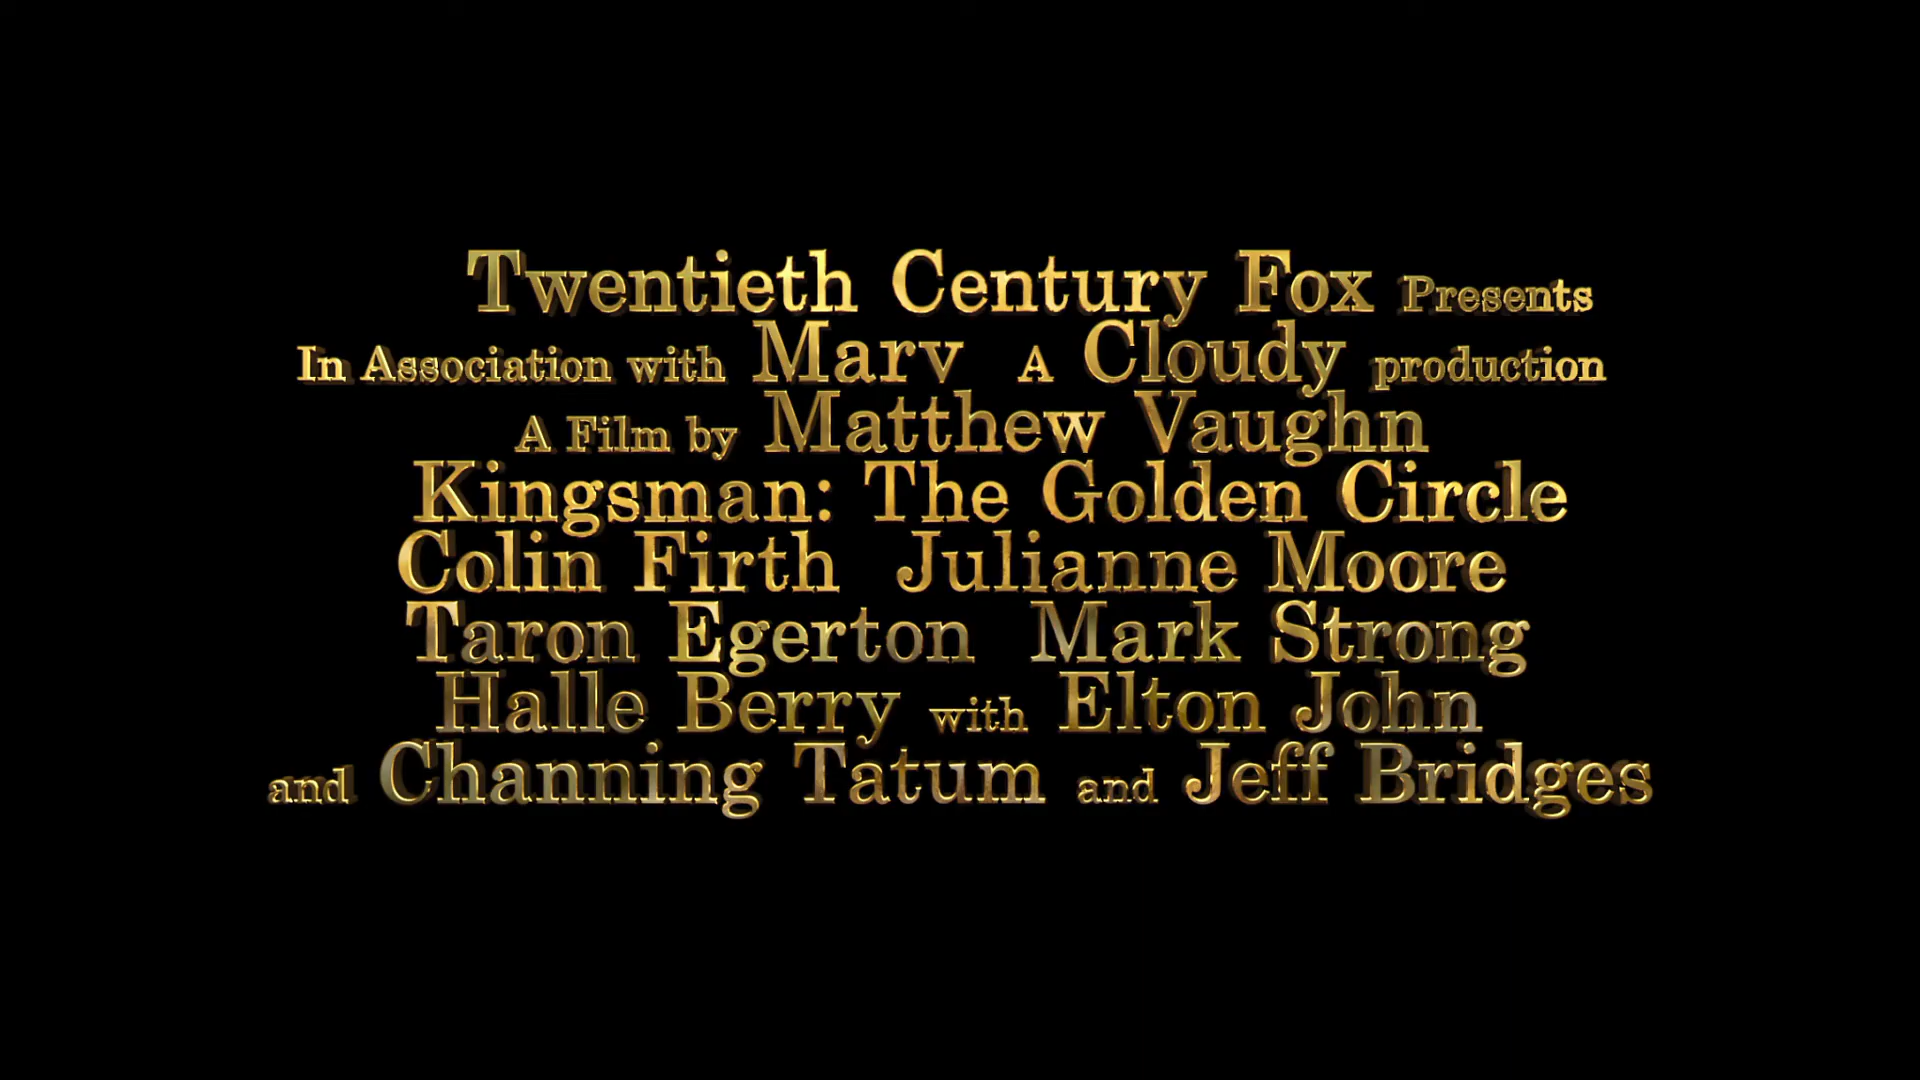 Twentieth Century Fox Presents
In Association with Marv A Cloudy production
A Film by Matthew Vaughn
Kingsman: The Golden Circle
Colin Firth Julianne Moore
Taron Egerton Mark Strong
Halle Berry with Elton John
and Channing Tatum and Jeff Bridges